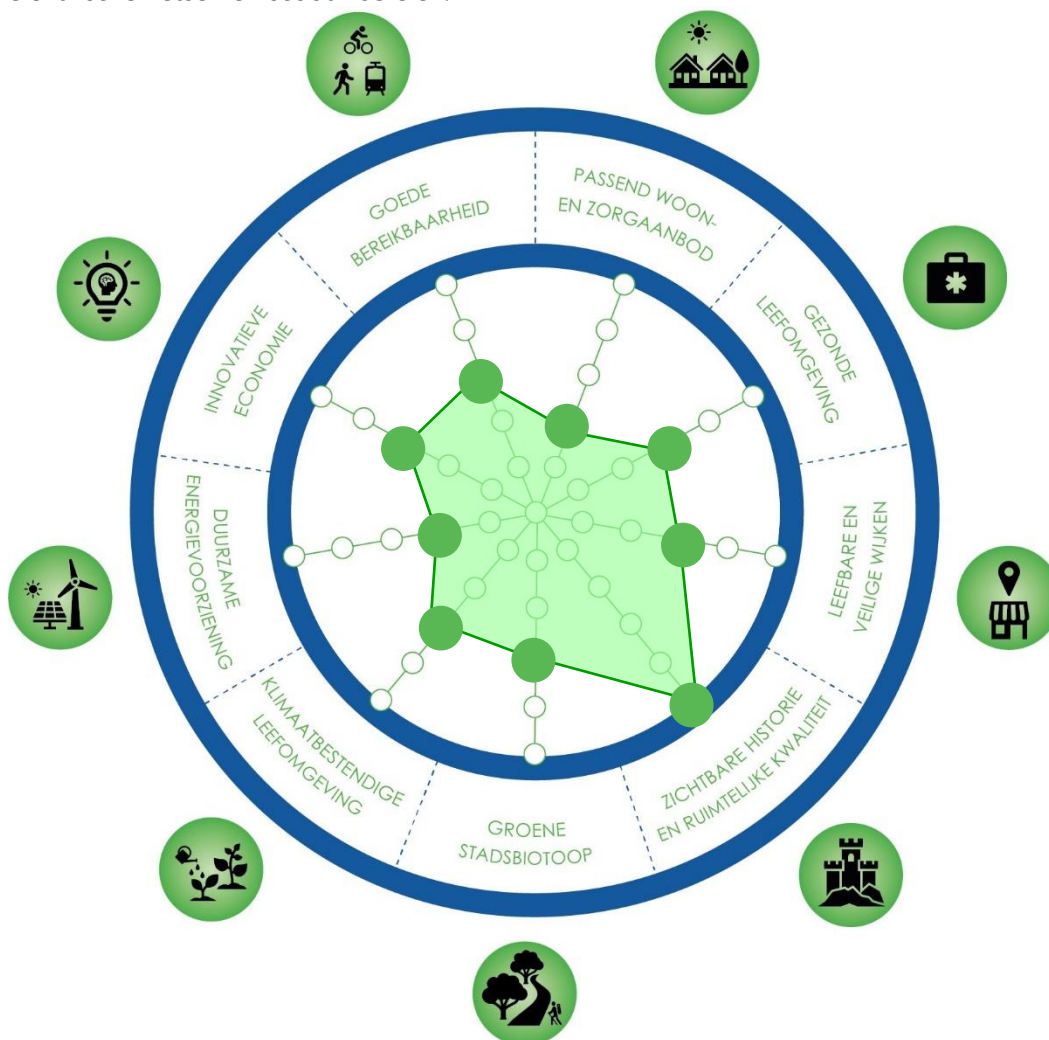 GOEDE
BEREIKBAARHEID
PASSEND WOON-
EN ZORGAANBOD
GEZONDE
LEEFOMGEVING
LEEFBARE EN
VEILIGE WIJKEN
ZICHTBARE HISTORIE
EN RUIMTELIJKE KWALITEIT
GROENE
STADSBIOTOOP
KLIMAATBESTENDIGE
LEEFOMGEVING
DUURZAME
ENERGIEVOORZIENING
INNOVATIEVE
ECONOMIE